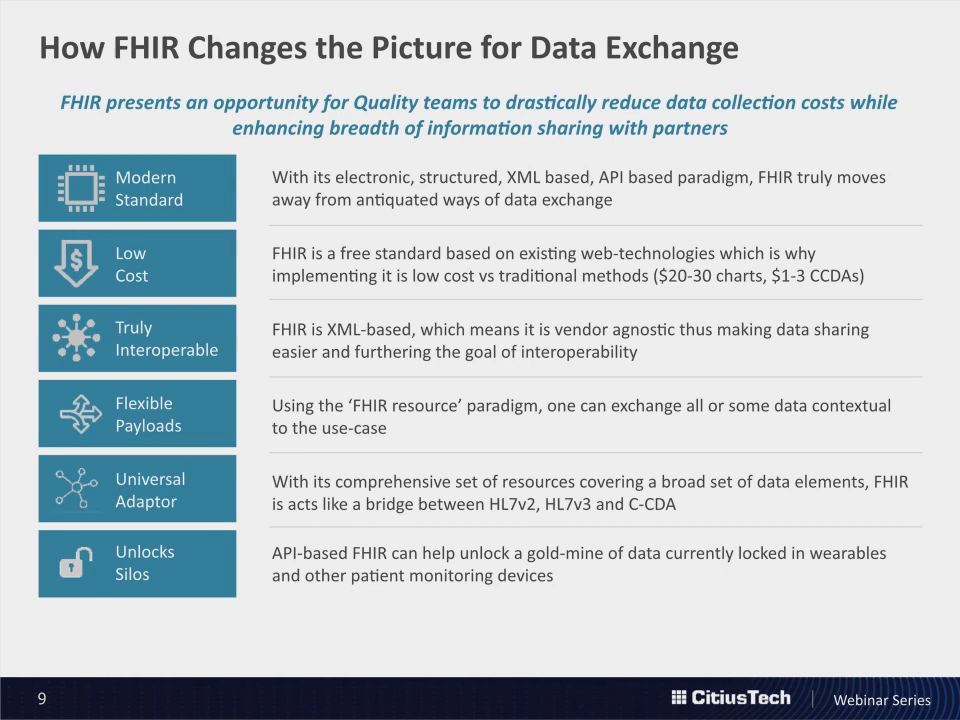 How FHIR Changes the Picture for Data Exchange
FHIR presents an opportunity for Quality teams to drastically reduce data collection costs while
enhancing breadth of information sharing with partners
Modern
Standard
With its electronic, structured, XML based, API based paradigm, FHIR truly moves
away from antiquated ways of data exchange
Low
Cost
FHIR is a free standard based on existing web-technologies which is why
implementing it is low cost vs traditional methods ($20-30 charts, $1-3 CCDAs)
Truly
Interoperable
FHIR is XML-based, which means it is vendor agnostic thus making data sharing
easier and furthering the goal of interoperability
Flexible
Payloads
Using the ‘FHIR resource’ paradigm, one can exchange all or some data contextual
to the use-case
Universal
Adaptor
With its comprehensive set of resources covering a broad set of data elements, FHIR
is acts like a bridge between HL7v2, HL7v3 and C-CDA
Unlocks
Silos
API-based FHIR can help unlock a gold-mine of data currently locked in wearables
and other patient monitoring devices
9
CitiusTech
Webinar Series